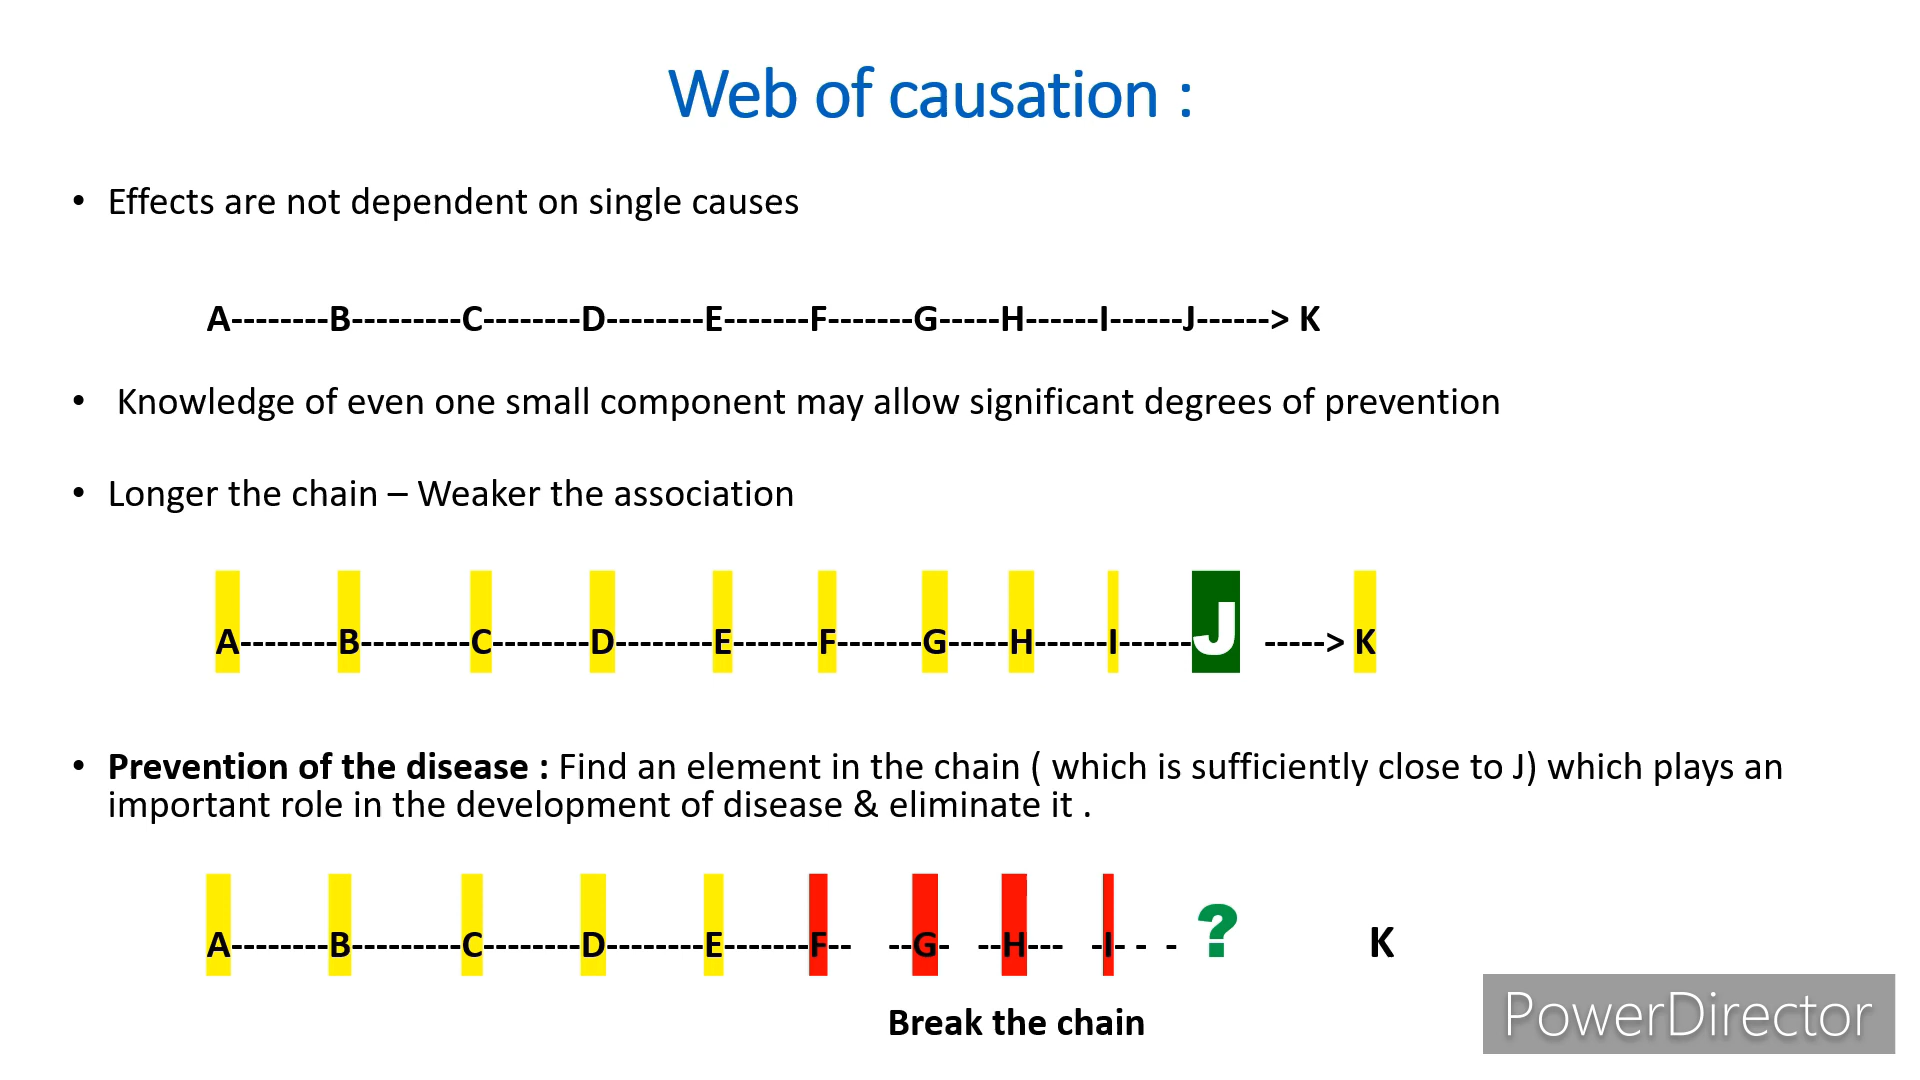 Web of causation :
• Effects are not dependent on single causes
A--------B---------C--------D--------E-------F-------G-----H------I------J------> K
• Knowledge of even one small component may allow significant degrees of prevention
• Longer the chain – Weaker the association
A--------B---------C--------D--------E-------F-------G-----H------I------J -----> K
• Prevention of the disease : Find an element in the chain ( which is sufficiently close to J) which plays an
important role in the development of disease & eliminate it .
A--------B---------C--------D--------E-------F-- --G- --H--- -I- - - ? K
Break the chain
PowerDirector